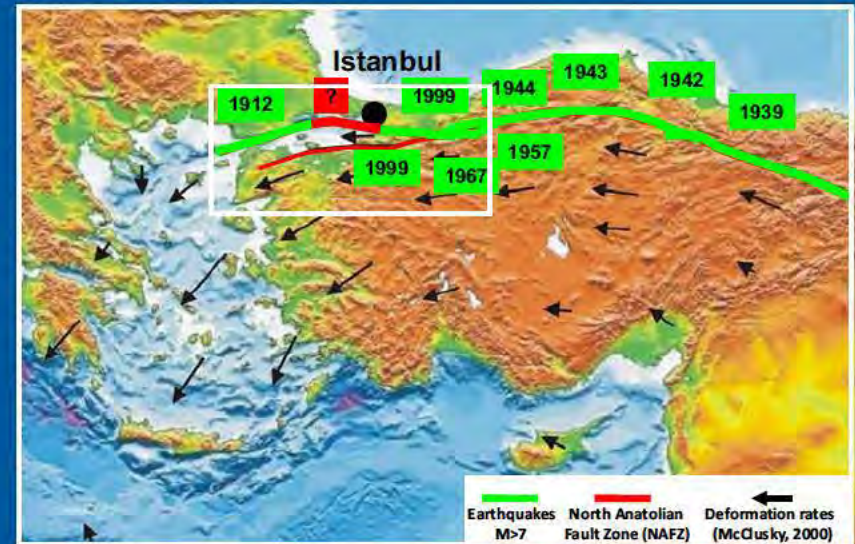 Istanbul
1912
?
1999
1944
1943
1942
1939
1999
1967
1957
Earthquakes
M>7
North Anatolian
Fault Zone (NAFZ)
Deformation rates
(McClusky, 2000)